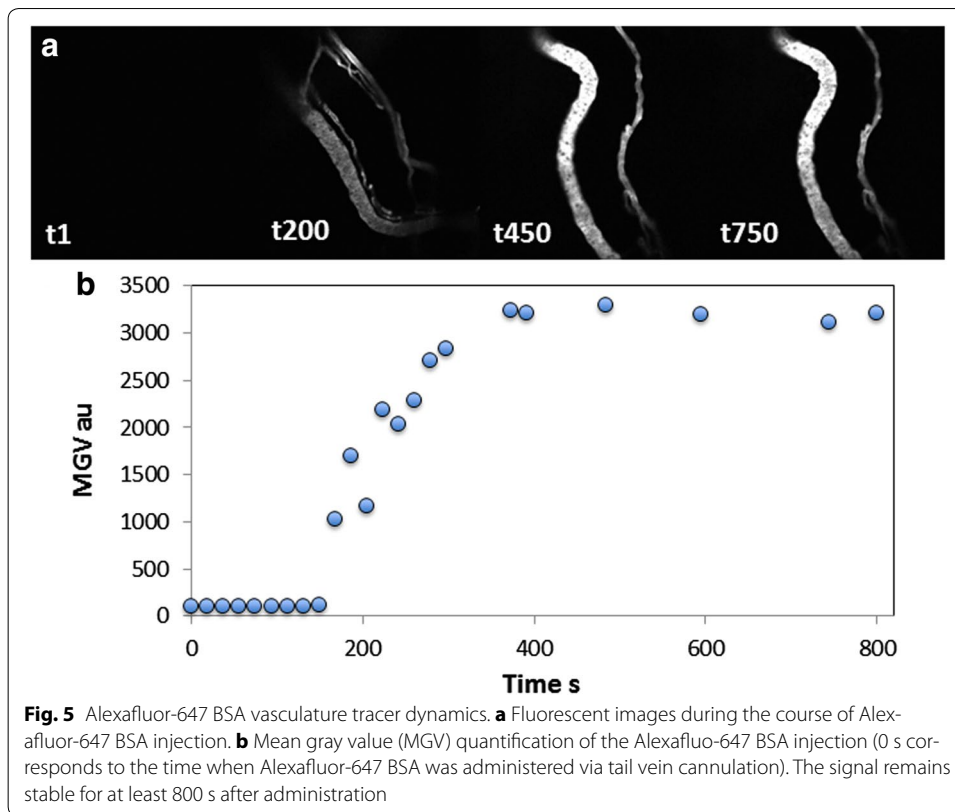 a
t1 t200 t450 t750
b
3500
3000
2500
2000
1500
1000
500
0
MGV au
0 200 400 600 800
Time s
Fig. 5 Alexafluor-647 BSA vasculature tracer dynamics. a Fluorescent images during the course of Alex-
afluor-647 BSA injection. b Mean gray value (MGV) quantification of the Alexafluo-647 BSA injection (0 s cor-
responds to the time when Alexafluor-647 BSA was administered via tail vein cannulation). The signal remains
stable for at least 800 s after administration